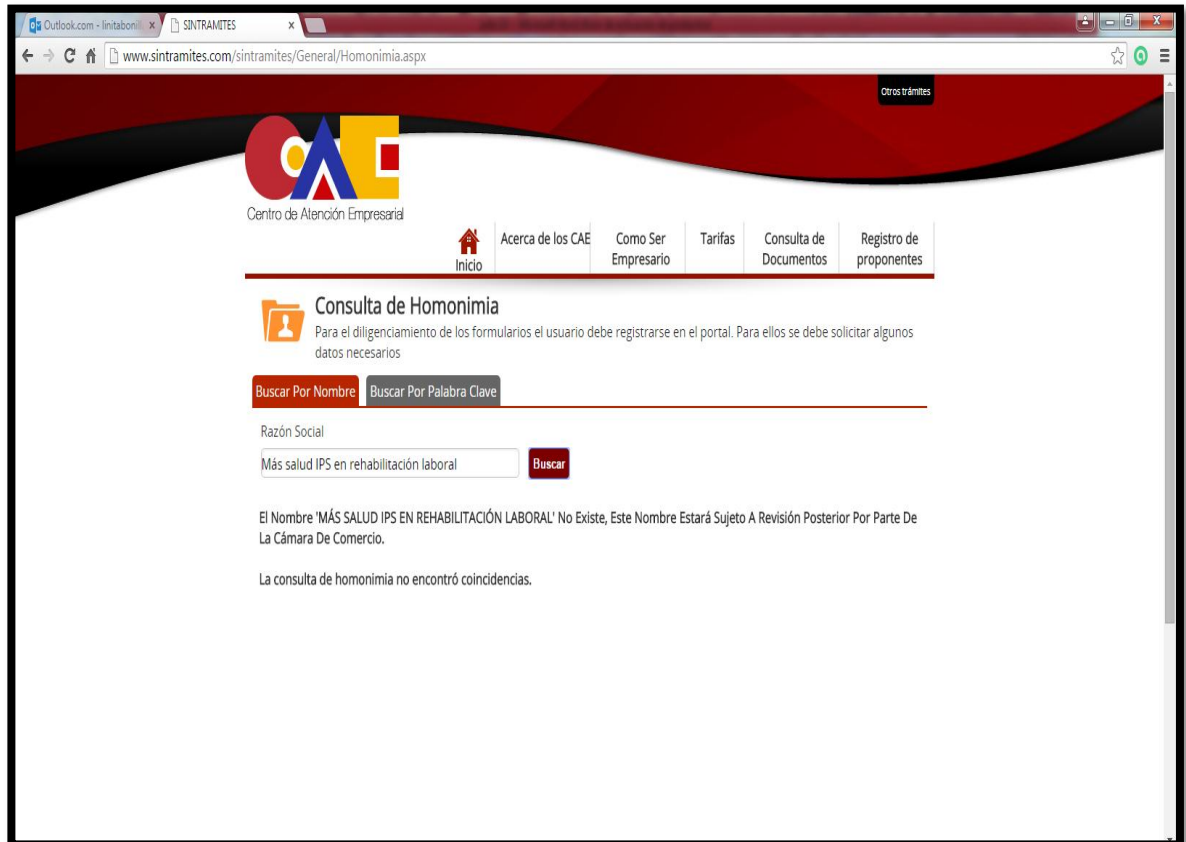 Outlook.com - linitabonil
SINTRAMITES
www.sintramites.com/sintramites/General/Homonimia.aspx
Otros trámites
CAE
Centro de Atención Empresarial
Inicio
Acerca de los CAE
Como Ser
Empresario
Tarifas
Consulta de
Documentos
Registro de
proponentes
Consulta de Homonimia
Para el diligenciamiento de los formularios el usuario debe registrarse en el portal. Para ellos se debe solicitar algunos
datos necesarios
Buscar Por Nombre
Buscar Por Palabra Clave
Razón Social
Más salud IPS en rehabilitación laboral
Buscar
El Nombre 'MÁS SALUD IPS EN REHABILITACIÓN LABORAL' No Existe, Este Nombre Estará Sujeto A Revisión Posterior Por Parte De
La Cámara De Comercio.
La consulta de homonimia no encontró coincidencias.